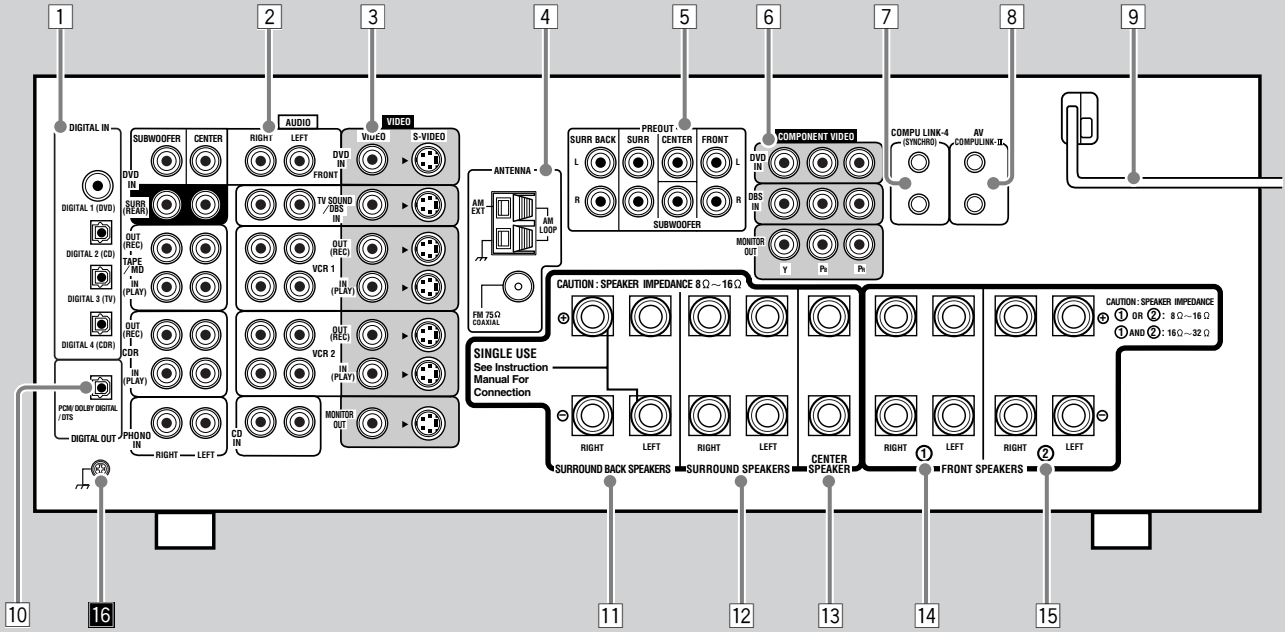 1 2 3 4 5 6 7 8 9
DIGITAL IN
DIGITAL 1 (DVD)
DIGITAL 2 (CD)
DIGITAL 3 (TV)
DIGITAL 4 (CDR)
PCM/ DOLBY DIGITAL
/ DTS
DIGITAL OUT
AUDIO
SUBWOOFER CENTER RIGHT LEFT
DVD
IN
FRONT
SURR
(REAR)
TV SOUND
/DBS
IN
OUT
(REC)
TAPE
/MD
IN
(PLAY)
OUT
(REC)
CDR
IN
(PLAY)
PHONO
IN
RIGHT LEFT
CD
IN
VIDEO
VIDEO S-VIDEO
DVD
IN
OUT
(REC)
VCR 1
IN
(PLAY)
OUT
(REC)
VCR 2
IN
(PLAY)
MONITOR
OUT
ANTENNA
AM
EXT
AM
LOOP
FM 75Ω
COAXIAL
PREOUT
SURR BACK SURR CENTER FRONT
L L
R R
SUBWOOFER
COMPONENT VIDEO
DVD
IN
DBS
IN
MONITOR
OUT
Y PB PR
COMPU LINK-4
(SYNCHRO)
AV
COMPULINK-II
CAUTION : SPEAKER IMPEDANCE 8Ω~16Ω
⊕
SINGLE USE
See Instruction
Manual For
Connection
⊖
RIGHT LEFT
SURROUND BACK SPEAKERS
RIGHT LEFT
SURROUND SPEAKERS
CENTER
SPEAKER
⊕
CAUTION : SPEAKER IMPEDANCE
① OR ② : 8Ω~16Ω
① AND ② : 16Ω~32Ω
⊖
RIGHT LEFT RIGHT LEFT
① FRONT SPEAKERS ②
10 16 11 12 13 14 15